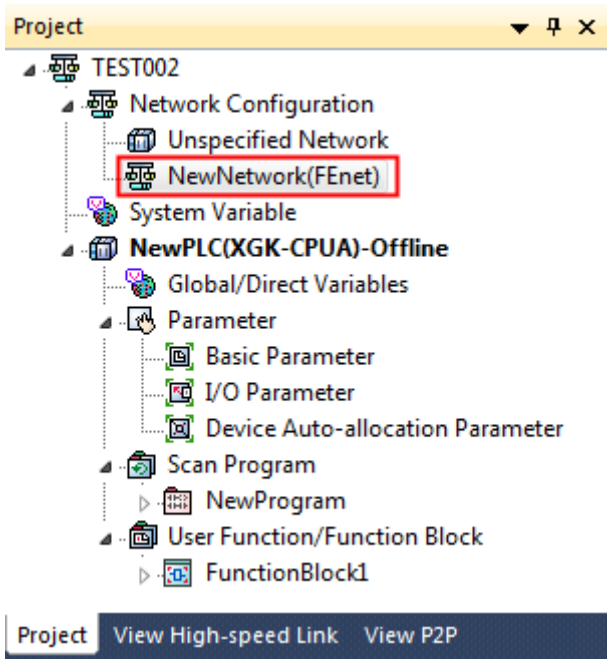 Project
TEST002
Network Configuration
Unspecified Network
NewNetwork(FEnet)
System Variable
NewPLC(XGK-CPUA)-Offline
Global/Direct Variables
Parameter
Basic Parameter
I/O Parameter
Device Auto-allocation Parameter
Scan Program
NewProgram
User Function/Function Block
FunctionBlock1
Project View High-speed Link View P2P